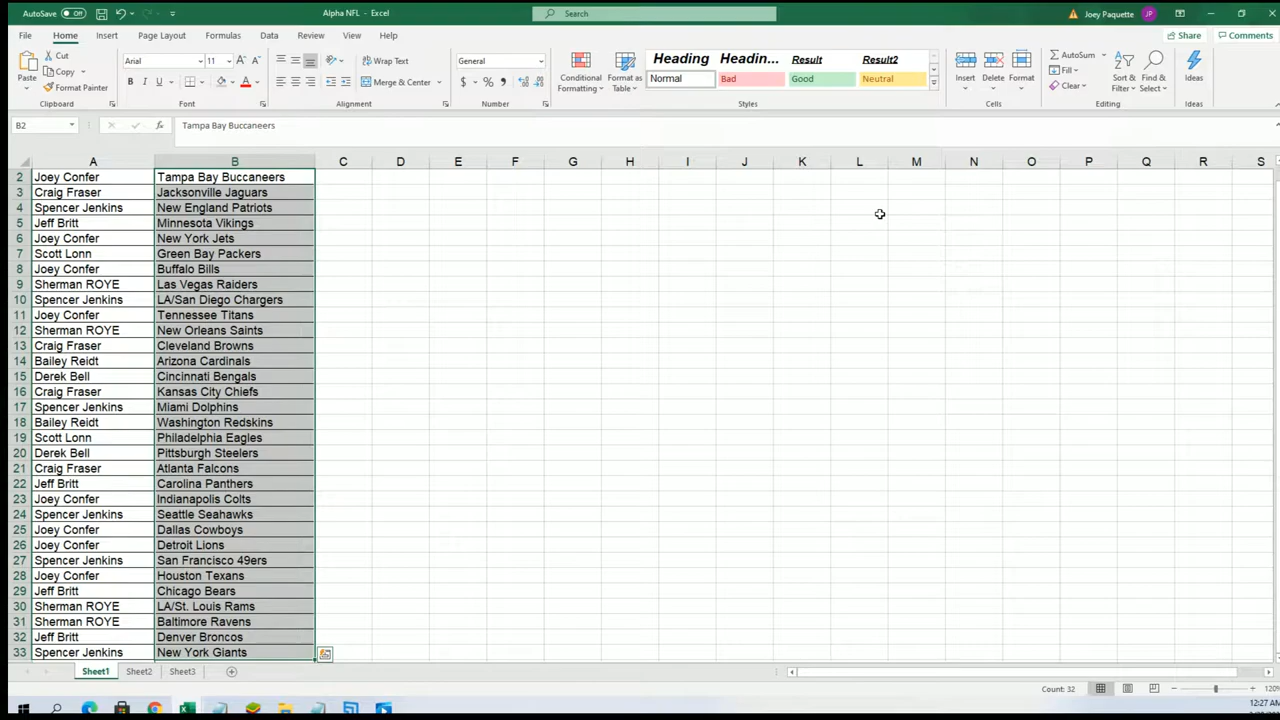 AutoSave Off
Alpha NFL - Excel
Search
Joey Paquette JP
File Home Insert Page Layout Formulas Data Review View Help Share Comments
Paste Cut Copy Format Painter Clipboard
Arial 11 B I U Font
Wrap Text Merge & Center Alignment
General $ % Number
Conditional Formatting Format as Table
Heading Headin... Result Result2
Normal Bad Good Neutral Styles
Insert Delete Format Cells
AutoSum Fill Clear Sort & Filter Find & Select Editing
Ideas Ideas
B2 fx Tampa Bay Buccaneers
A B C D E F G H I J K L M N O P Q R S
2 Joey Confer Tampa Bay Buccaneers
3 Craig Fraser Jacksonville Jaguars
4 Spencer Jenkins New England Patriots
5 Jeff Britt Minnesota Vikings
6 Joey Confer New York Jets
7 Scott Lonn Green Bay Packers
8 Joey Confer Buffalo Bills
9 Sherman ROYE Las Vegas Raiders
10 Spencer Jenkins LA/San Diego Chargers
11 Joey Confer Tennessee Titans
12 Sherman ROYE New Orleans Saints
13 Craig Fraser Cleveland Browns
14 Bailey Reidt Arizona Cardinals
15 Derek Bell Cincinnati Bengals
16 Craig Fraser Kansas City Chiefs
17 Spencer Jenkins Miami Dolphins
18 Bailey Reidt Washington Redskins
19 Scott Lonn Philadelphia Eagles
20 Derek Bell Pittsburgh Steelers
21 Craig Fraser Atlanta Falcons
22 Jeff Britt Carolina Panthers
23 Joey Confer Indianapolis Colts
24 Spencer Jenkins Seattle Seahawks
25 Joey Confer Dallas Cowboys
26 Joey Confer Detroit Lions
27 Spencer Jenkins San Francisco 49ers
28 Joey Confer Houston Texans
29 Jeff Britt Chicago Bears
30 Sherman ROYE LA/St. Louis Rams
31 Sherman ROYE Baltimore Ravens
32 Jeff Britt Denver Broncos
33 Spencer Jenkins New York Giants
Sheet1 Sheet2 Sheet3
Count: 32 120%
12:27 AM